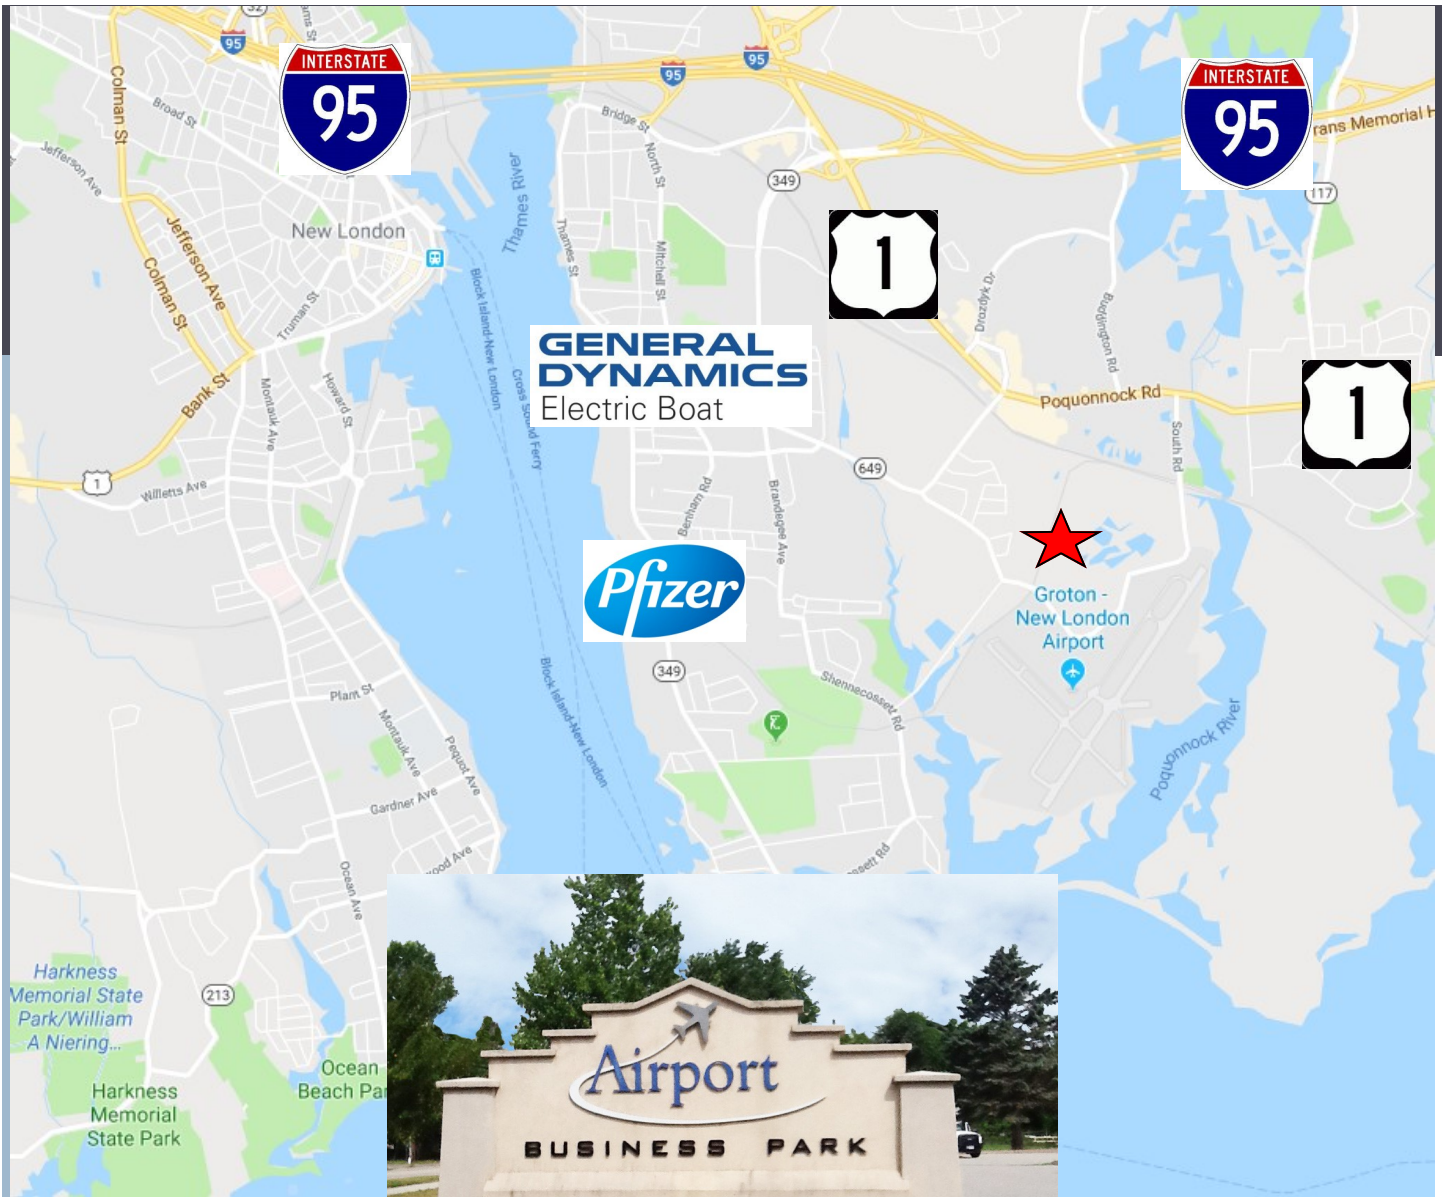 32
95
INTERSTATE
95
95
95
INTERSTATE
95
Colman St
Broad St
Jefferson Ave
Bridge St
North St
349
117
Thames River
Thames St
Mitchell St
New London
Jefferson Ave
Colman St
Truman St
1
Drozdyk Dr
Buddington Rd
Block Island-New London
Cross Sound Ferry
GENERAL
DYNAMICS
Electric Boat
Poquonnock Rd
1
Bank St
Montauk Ave
Howard St
South Rd
649
1
Willetts Ave
Benham Rd
Brandegee Ave
Pfizer
Groton -
New London
Airport
349
Block Island-New London
Shennecossett Rd
Plant St
Montauk Ave
Pequot Ave
Poquonnock River
Gardner Ave
Ocean Ave
Harkness
Memorial State
Park/William
A Niering...
213
Ocean
Beach Par
Harkness
Memorial
State Park
Airport
BUSINESS PARK